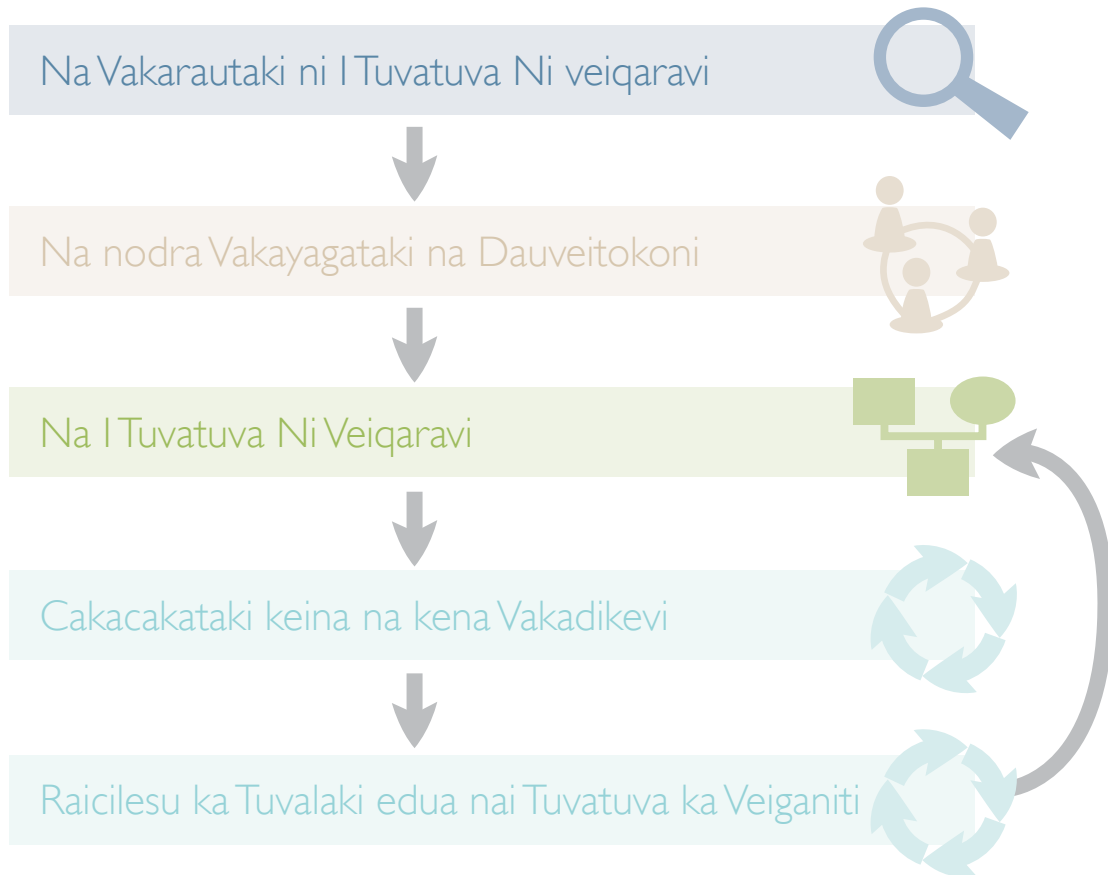 Na Vakarautaki ni I Tuvatuva Ni veiqaravi
Na nodra Vakayagataki na Dauveitokoni
Na I Tuvatuva Ni Veiqaravi
Cakacakataki keina na kena Vakadikevi
Raicilesu ka Tuvalaki edua nai Tuvatuva ka Veiganiti